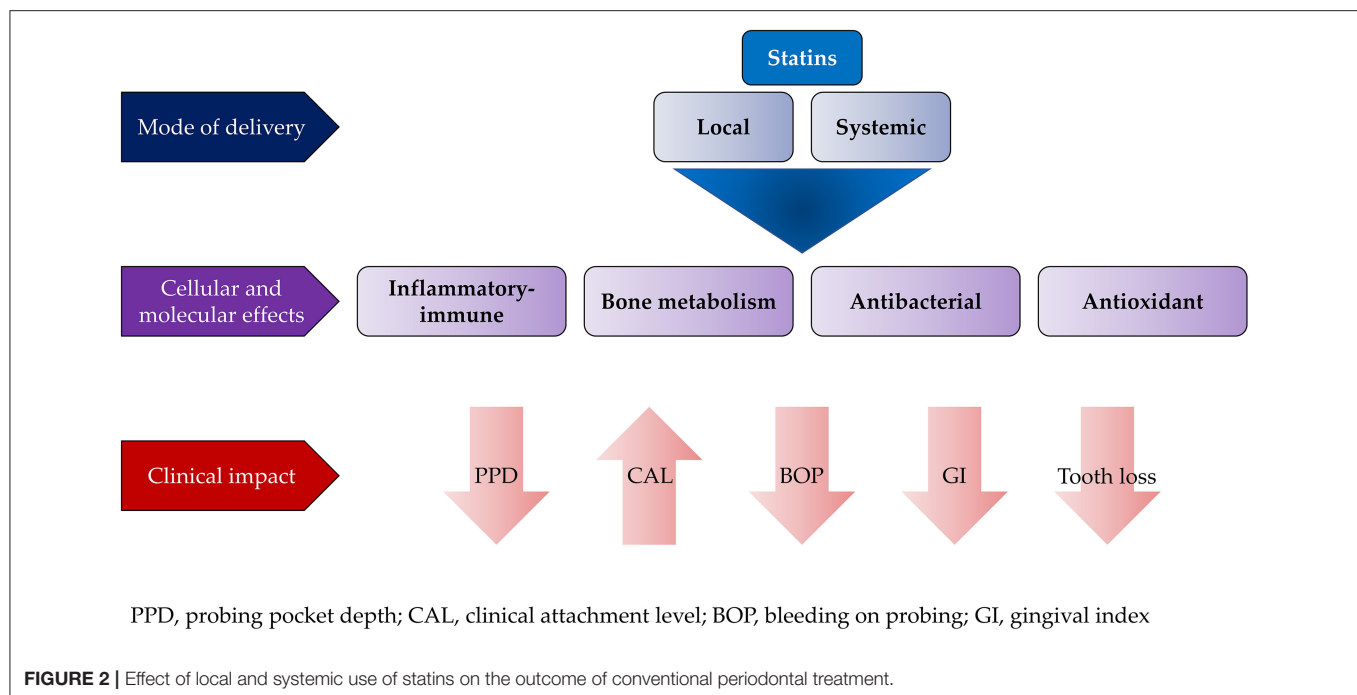 Statins
Mode of delivery
Local
Systemic
Cellular and
molecular effects
Inflammatory-
immune
Bone metabolism
Antibacterial
Antioxidant
Clinical impact
PPD
CAL
BOP
GI
Tooth loss
PPD, probing pocket depth; CAL, clinical attachment level; BOP, bleeding on probing; GI, gingival index
FIGURE 2 | Effect of local and systemic use of statins on the outcome of conventional periodontal treatment.